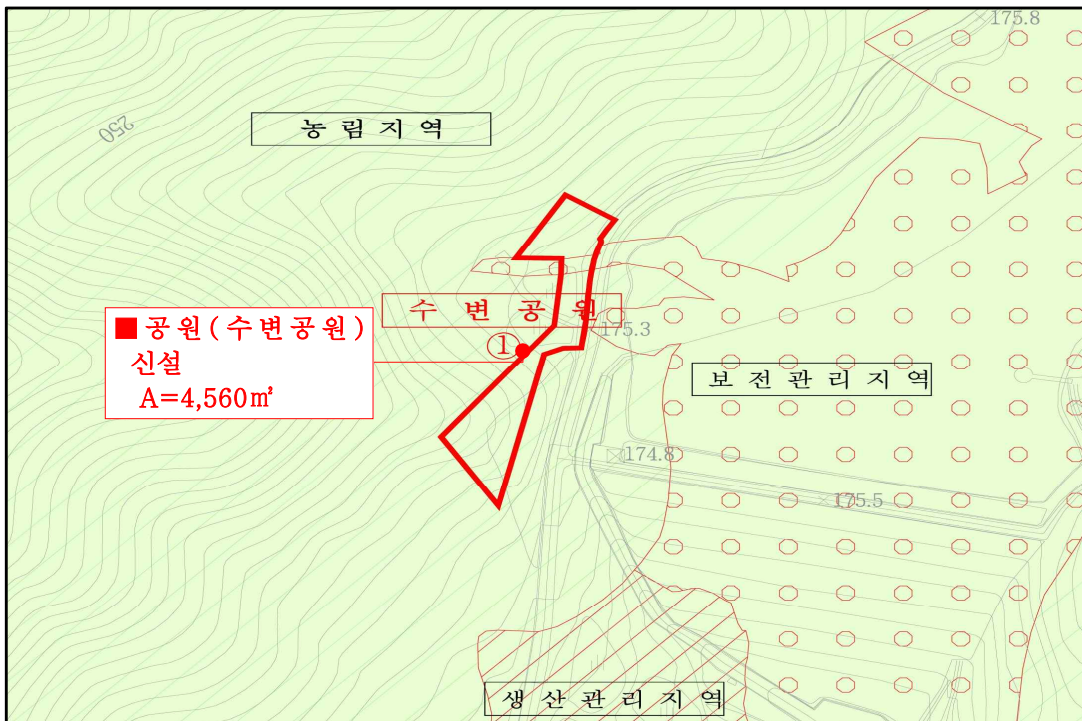 175.8
250
농림지역
수변공원
■공원(수변공원)
신설
A=4,560㎡
①
175.3
보전관리지역
174.8
175.5
생산관리지역